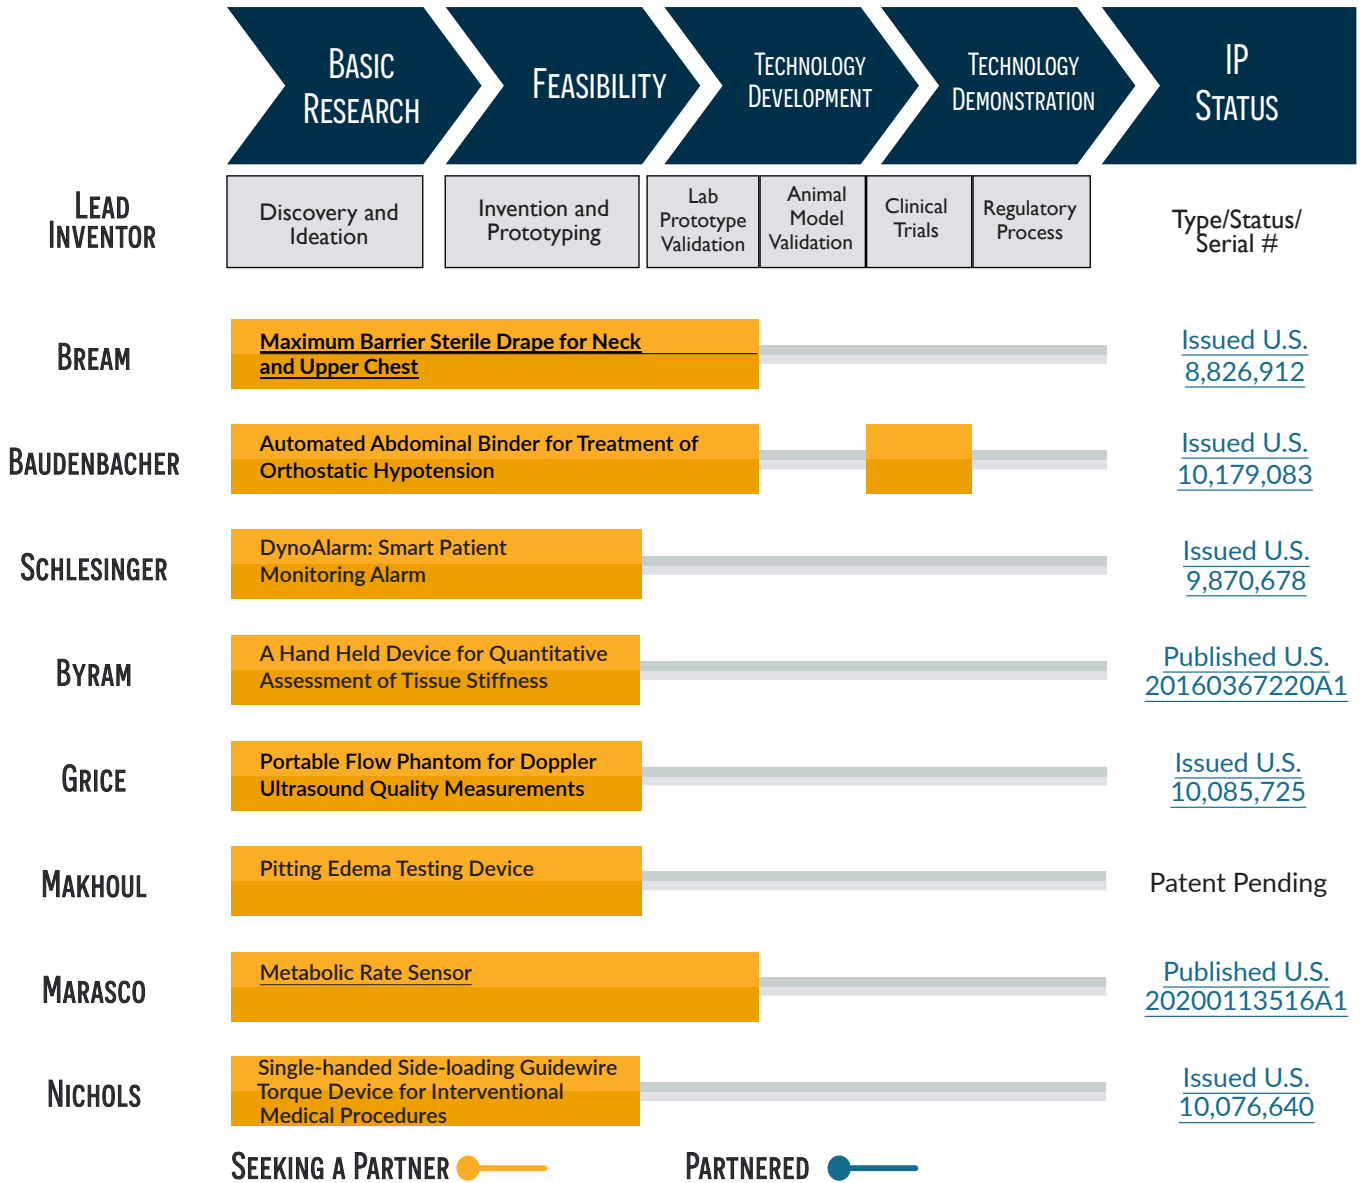 BASIC
RESEARCH
FEASIBILITY
TECHNOLOGY
DEVELOPMENT
TECHNOLOGY
DEMONSTRATION
IP
STATUS
LEAD
INVENTOR
Discovery and
Ideation
Invention and
Prototyping
Lab
Prototype
Validation
Animal
Model
Validation
Clinical
Trials
Regulatory
Process
Type/Status/
Serial #
BREAM
Maximum Barrier Sterile Drape for Neck
and Upper Chest
Issued U.S.
8,826,912
BAUDENBACHER
Automated Abdominal Binder for Treatment of
Orthostatic Hypotension
Issued U.S.
10,179,083
SCHLESINGER
DynoAlarm: Smart Patient
Monitoring Alarm
Issued U.S.
9,870,678
BYRAM
A Hand Held Device for Quantitative
Assessment of Tissue Stiffness
Published U.S.
20160367220A1
GRICE
Portable Flow Phantom for Doppler
Ultrasound Quality Measurements
Issued U.S.
10,085,725
MAKHOUL
Pitting Edema Testing Device
Patent Pending
MARASCO
Metabolic Rate Sensor
Published U.S.
20200113516A1
NICHOLS
Single-handed Side-loading Guidewire
Torque Device for Interventional
Medical Procedures
Issued U.S.
10,076,640
SEEKING A PARTNER
PARTNERED